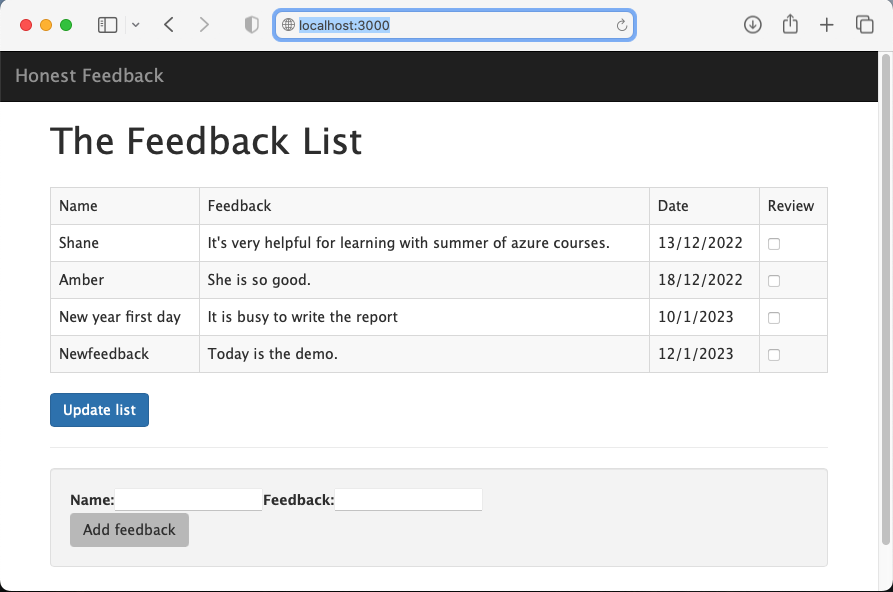 localhost:3000
Honest Feedback
The Feedback List
Name Feedback Date Review
Shane It's very helpful for learning with summer of azure courses. 13/12/2022
Amber She is so good. 18/12/2022
New year first day It is busy to write the report 10/1/2023
Newfeedback Today is the demo. 12/1/2023
Update list
Name: Feedback:
Add feedback